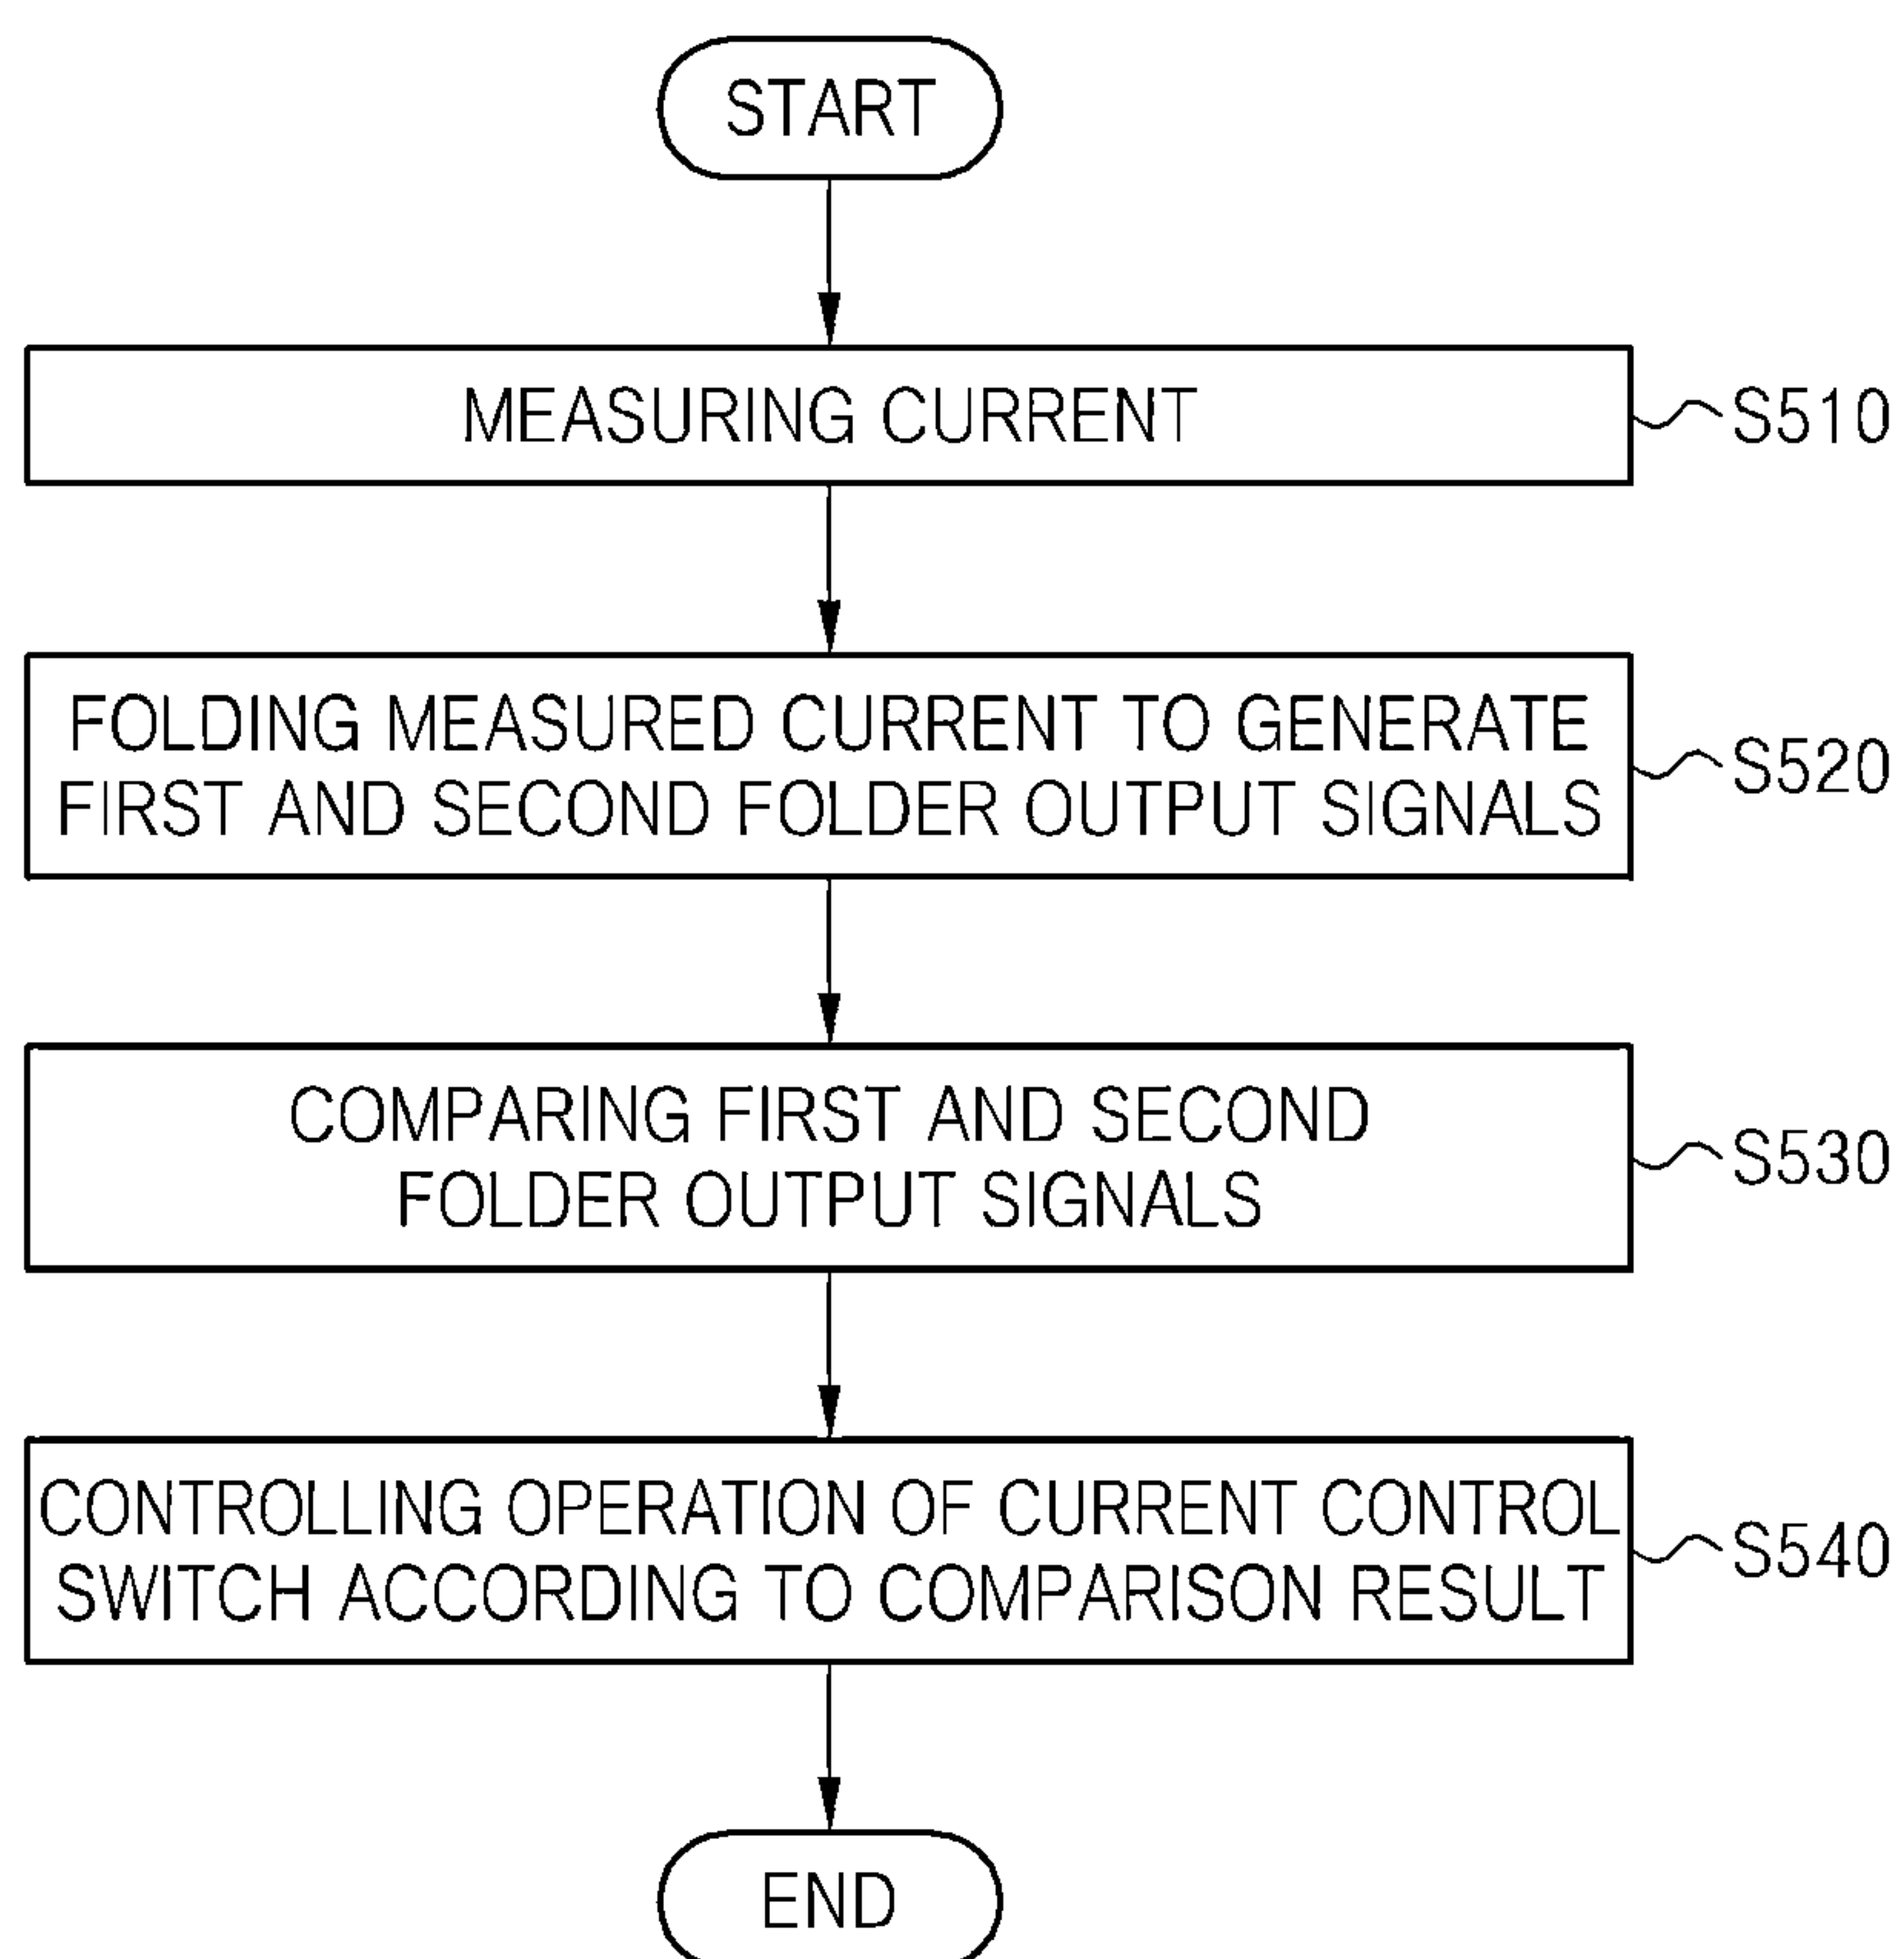 START
MEASURING CURRENT
S510
FOLDING MEASURED CURRENT TO GENERATE
FIRST AND SECOND FOLDER OUTPUT SIGNALS
S520
COMPARING FIRST AND SECOND
FOLDER OUTPUT SIGNALS
S530
CONTROLLING OPERATION OF CURRENT CONTROL
SWITCH ACCORDING TO COMPARISON RESULT
S540
END